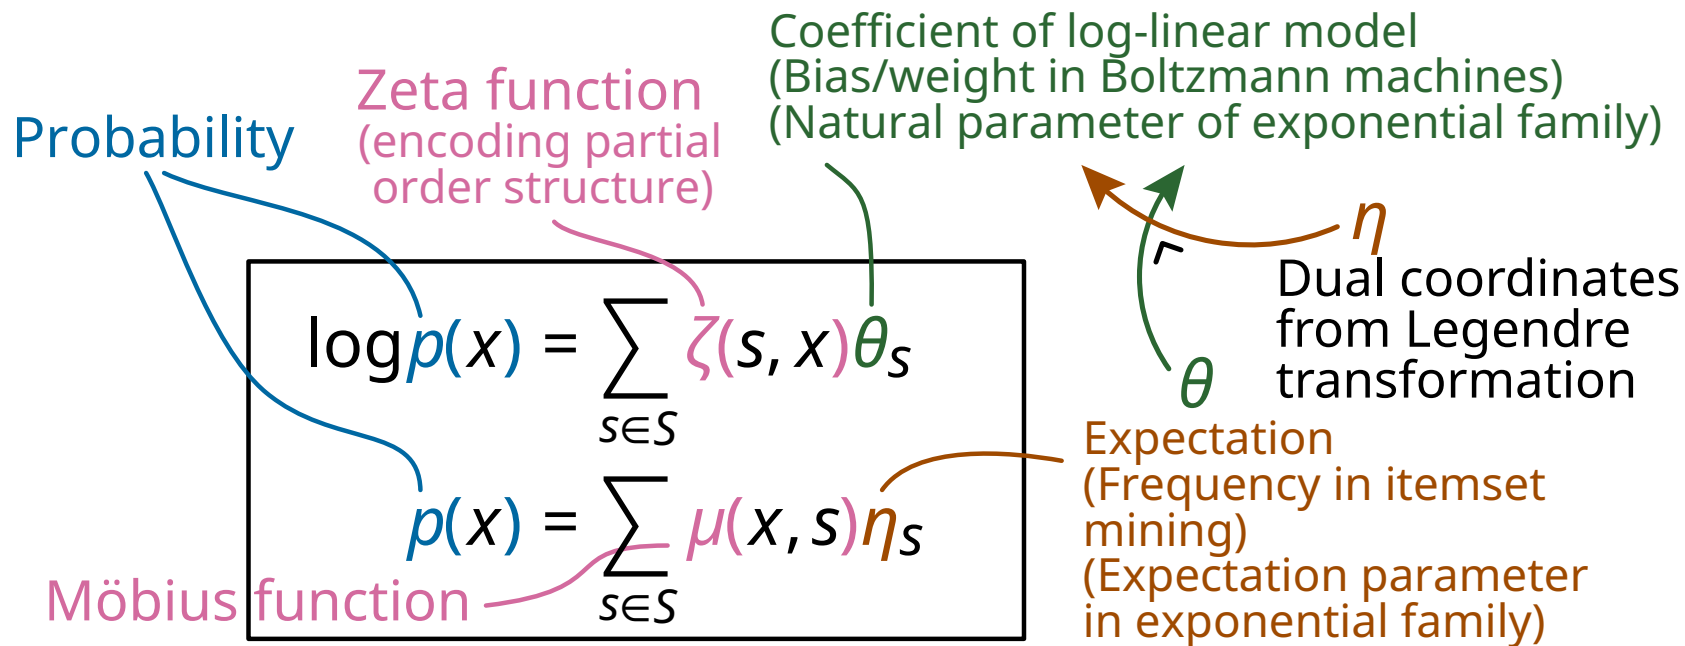 Coefficient of log-linear model
(Bias/weight in Boltzmann machines)
(Natural parameter of exponential family)
Zeta function
(encoding partial
order structure)
Probability
η
Dual coordinates
from Legendre
transformation
θ
log p(x) = ∑ ζ(s, x)θₛ
s∈S
p(x) = ∑ μ(x, s)ηₛ
s∈S
Möbius function
Expectation
(Frequency in itemset
mining)
(Expectation parameter
in exponential family)